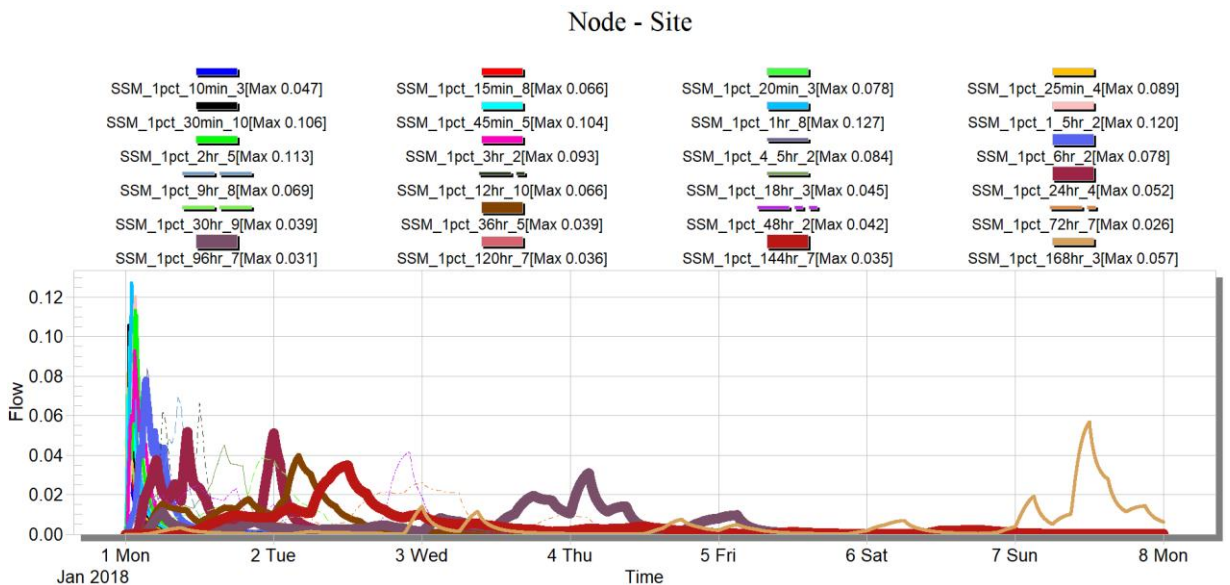 Node - Site
SSM_1pct_10min_3[Max 0.047] SSM_1pct_15min_8[Max 0.066] SSM_1pct_20min_3[Max 0.078] SSM_1pct_25min_4[Max 0.089]
SSM_1pct_30min_10[Max 0.106] SSM_1pct_45min_5[Max 0.104] SSM_1pct_1hr_8[Max 0.127] SSM_1pct_1_5hr_2[Max 0.120]
SSM_1pct_2hr_5[Max 0.113] SSM_1pct_3hr_2[Max 0.093] SSM_1pct_4_5hr_2[Max 0.084] SSM_1pct_6hr_2[Max 0.078]
SSM_1pct_9hr_8[Max 0.069] SSM_1pct_12hr_10[Max 0.066] SSM_1pct_18hr_3[Max 0.045] SSM_1pct_24hr_4[Max 0.052]
SSM_1pct_30hr_9[Max 0.039] SSM_1pct_36hr_5[Max 0.039] SSM_1pct_48hr_2[Max 0.042] SSM_1pct_72hr_7[Max 0.026]
SSM_1pct_96hr_7[Max 0.031] SSM_1pct_120hr_7[Max 0.036] SSM_1pct_144hr_7[Max 0.035] SSM_1pct_168hr_3[Max 0.057]
0.12
0.10
0.08
0.06
0.04
0.02
0.00
Flow
1 Mon 2 Tue 3 Wed 4 Thu 5 Fri 6 Sat 7 Sun 8 Mon
Jan 2018 Time